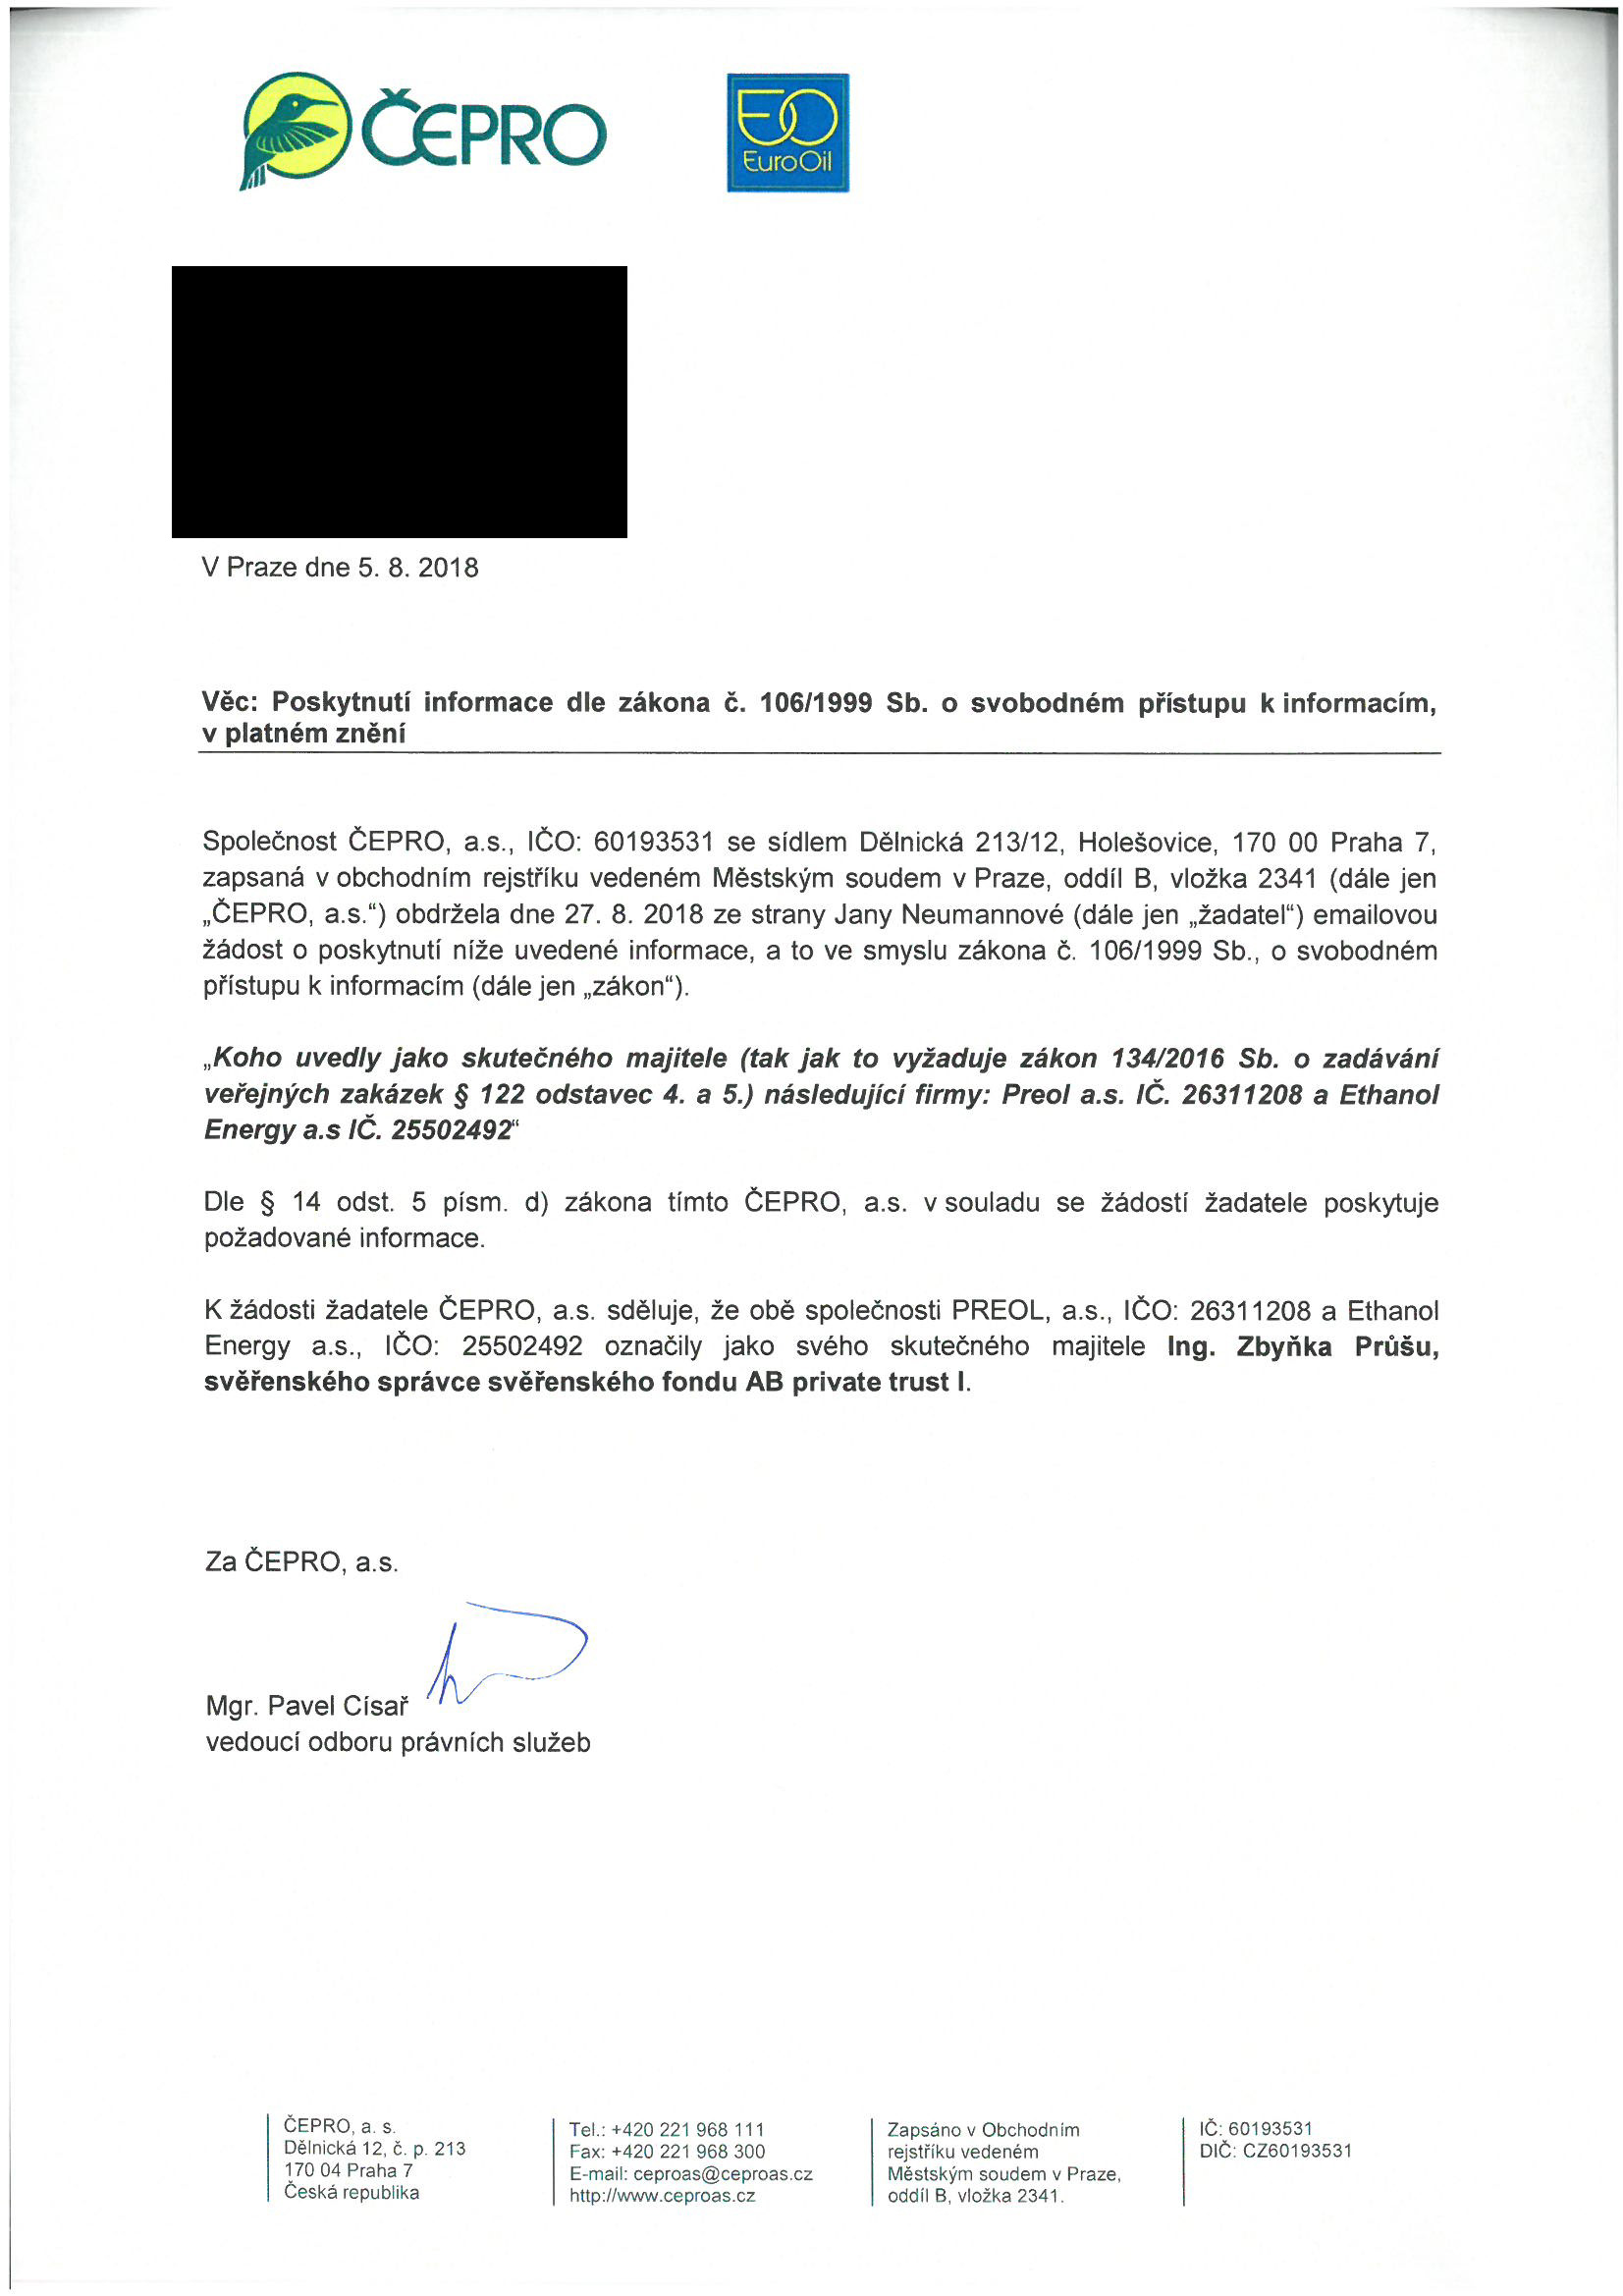 ČEPRO
EO
EuroOil
V Praze dne 5. 8. 2018
Věc: Poskytnutí informace dle zákona č. 106/1999 Sb. o svobodném přístupu k informacím,
v platném znění
Společnost ČEPRO, a.s., IČO: 60193531 se sídlem Dělnická 213/12, Holešovice, 170 00 Praha 7,
zapsaná v obchodním rejstříku vedeném Městským soudem v Praze, oddíl B, vložka 2341 (dále jen
„ČEPRO, a.s.“) obdržela dne 27. 8. 2018 ze strany Jany Neumannové (dále jen „žadatel“) emailovou
žádost o poskytnutí níže uvedené informace, a to ve smyslu zákona č. 106/1999 Sb., o svobodném
přístupu k informacím (dále jen „zákon“).
„Koho uvedly jako skutečného majitele (tak jak to vyžaduje zákon 134/2016 Sb. o zadávání
veřejných zakázek § 122 odstavec 4. a 5.) následující firmy: Preol a.s. IČ. 26311208 a Ethanol
Energy a.s IČ. 25502492“
Dle § 14 odst. 5 písm. d) zákona tímto ČEPRO, a.s. v souladu se žádostí žadatele poskytuje
požadované informace.
K žádosti žadatele ČEPRO, a.s. sděluje, že obě společnosti PREOL, a.s., IČO: 26311208 a Ethanol
Energy a.s., IČO: 25502492 označily jako svého skutečného majitele Ing. Zbyňka Průšu,
svěřenského správce svěřenského fondu AB private trust I.
Za ČEPRO, a.s.
Mgr. Pavel Císař
vedoucí odboru právních služeb
ČEPRO, a. s.
Dělnická 12, č. p. 213
170 04 Praha 7
Česká republika
Tel.: +420 221 968 111
Fax: +420 221 968 300
E-mail: ceproas@ceproas.cz
http://www.ceproas.cz
Zapsáno v Obchodním
rejstříku vedeném
Městským soudem v Praze,
oddíl B, vložka 2341.
IČ: 60193531
DIČ: CZ60193531